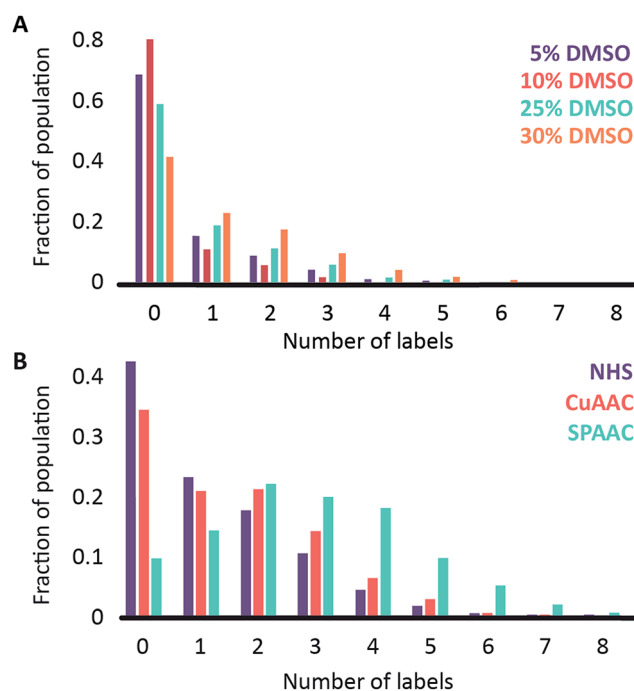 A
Fraction of population
0.8
0.6
0.4
0.2
0
5% DMSO
10% DMSO
25% DMSO
30% DMSO
0 1 2 3 4 5 6 7 8
Number of labels
B
Fraction of population
0.4
0.3
0.2
0.1
0
NHS
CuAAC
SPAAC
0 1 2 3 4 5 6 7 8
Number of labels